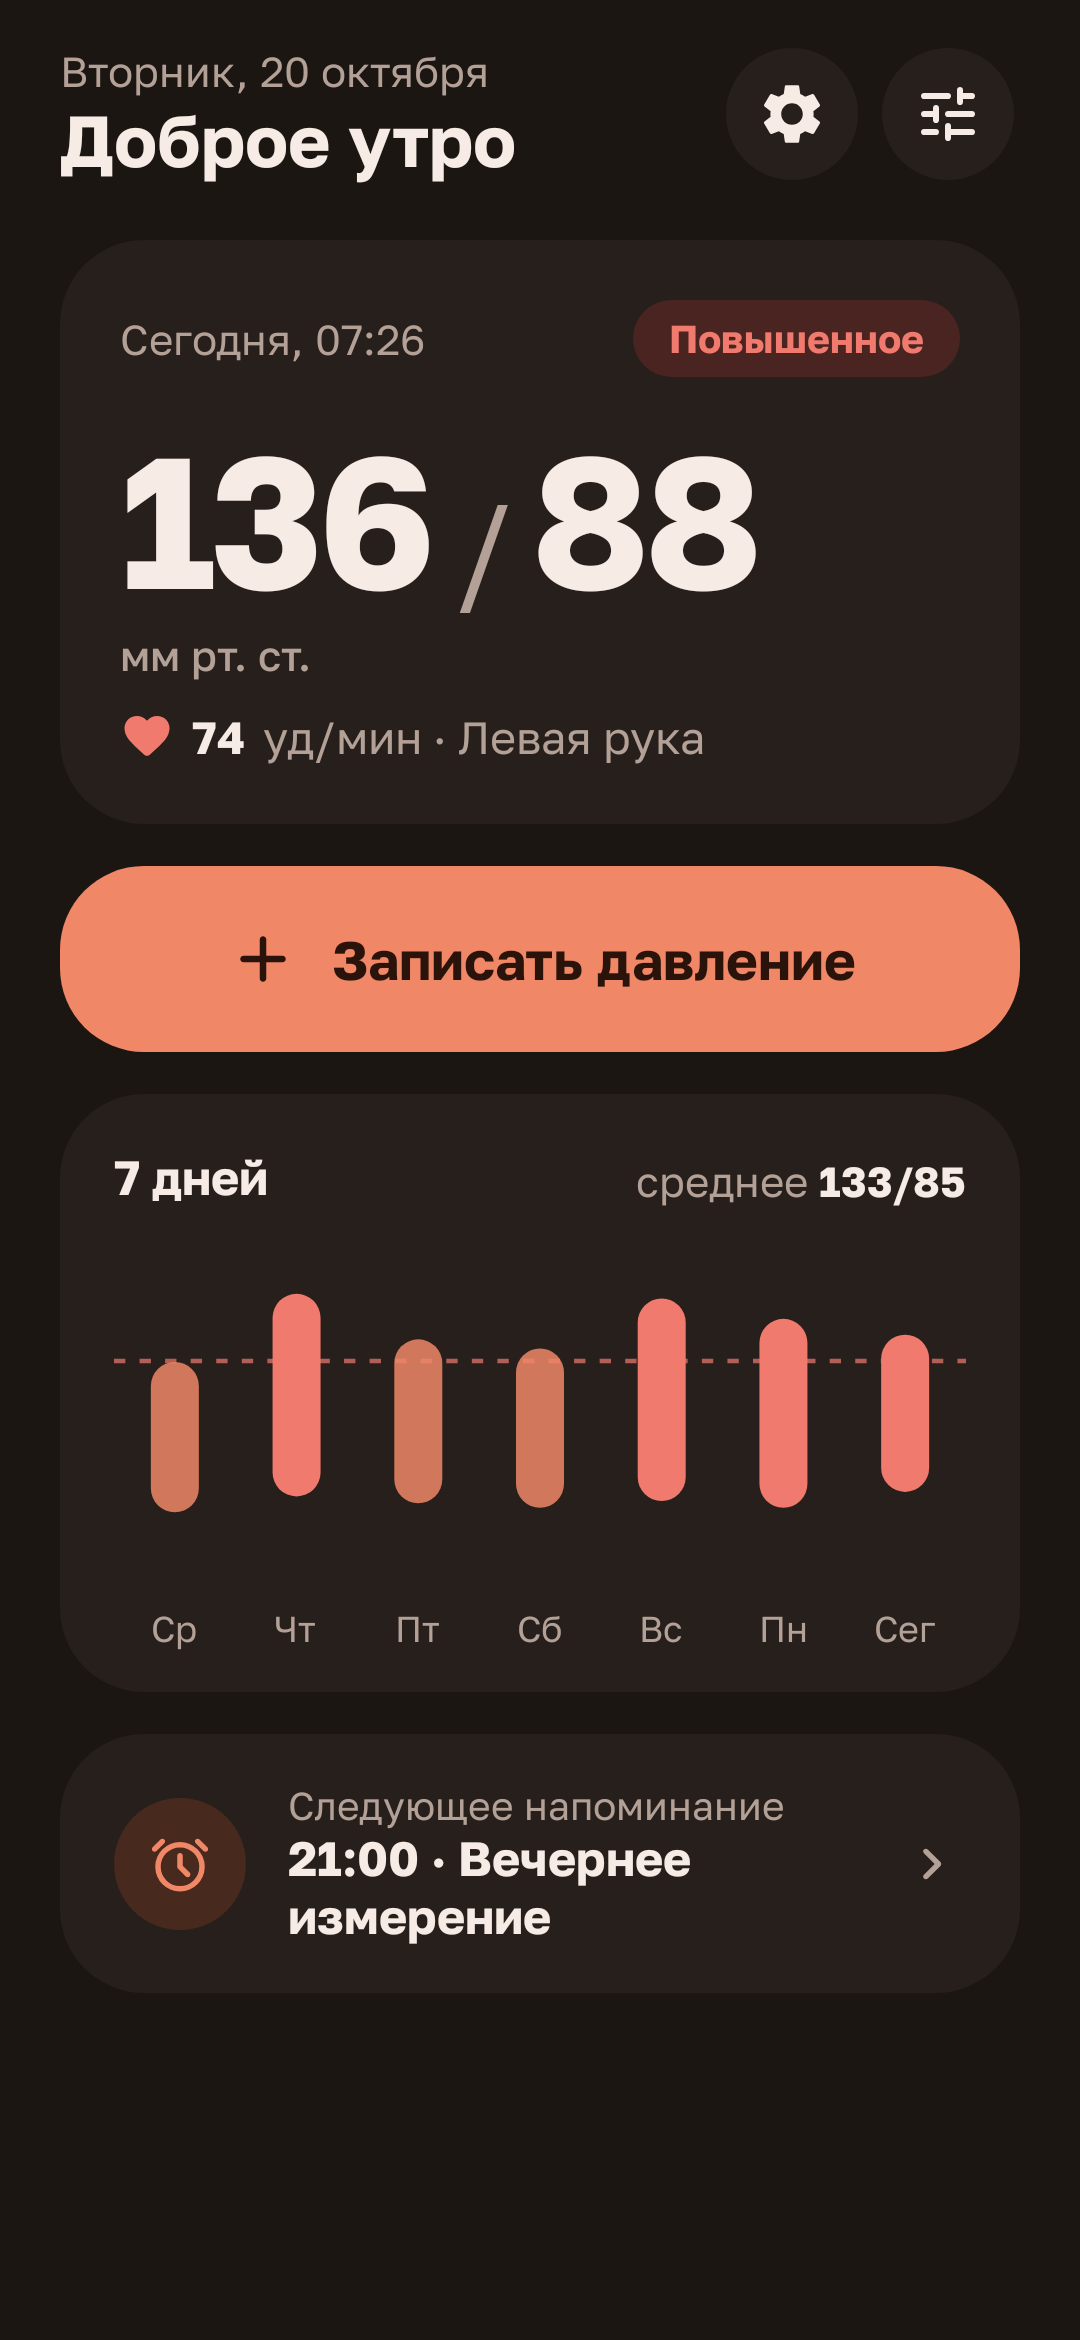 Вторник, 20 октября
Доброе утро
Сегодня, 07:26
Повышенное
136 / 88
мм рт. ст.
74 уд/мин · Левая рука
Записать давление
7 дней
среднее 133/85
Ср Чт Пт Сб Вс Пн Сег
Следующее напоминание
21:00 · Вечернее
измерение